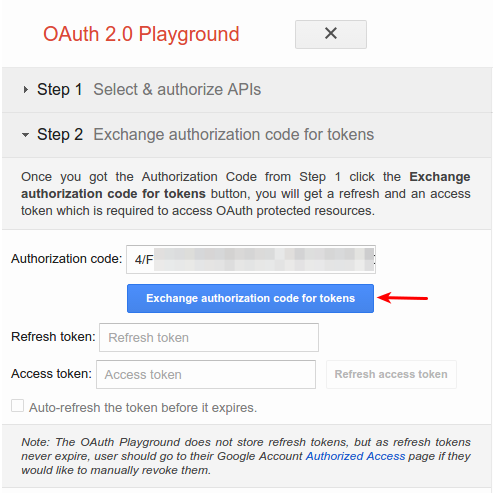 OAuth 2.0 Playground
Step 1 Select & authorize APIs
Step 2 Exchange authorization code for tokens
Once you got the Authorization Code from Step 1 click the Exchange
authorization code for tokens button, you will get a refresh and an access
token which is required to access OAuth protected resources.
Authorization code: 4/F
Exchange authorization code for tokens
Refresh token: Refresh token
Access token: Access token Refresh access token
Auto-refresh the token before it expires.
Note: The OAuth Playground does not store refresh tokens, but as refresh tokens
never expire, user should go to their Google Account Authorized Access page if they
would like to manually revoke them.